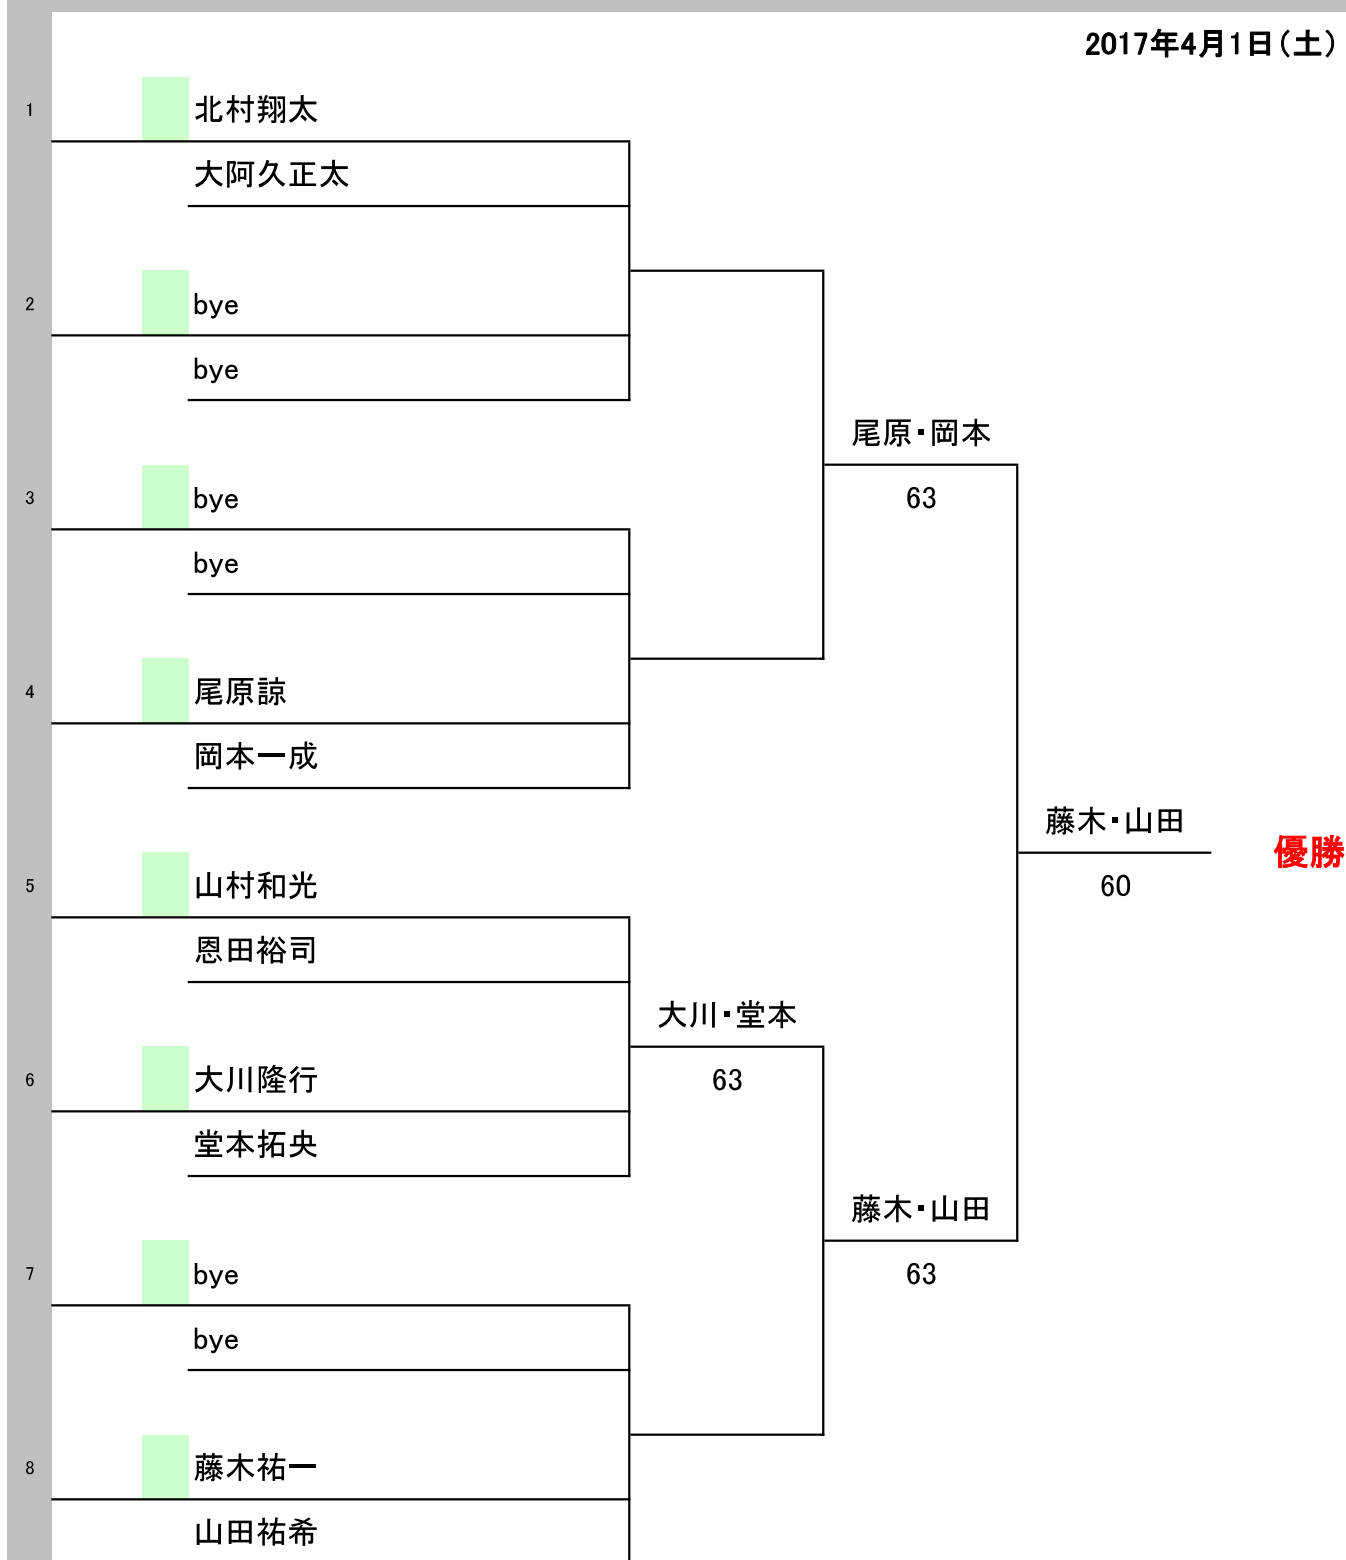 2017年4月1日(土)
1
北村翔太
大阿久正太
2
bye
bye
尾原・岡本
3
bye
63
bye
4
尾原諒
岡本一成
藤木・山田
優勝
5
山村和光
60
恩田裕司
大川・堂本
6
大川隆行
63
堂本拓央
藤木・山田
7
bye
63
bye
8
藤木祐一
山田祐希